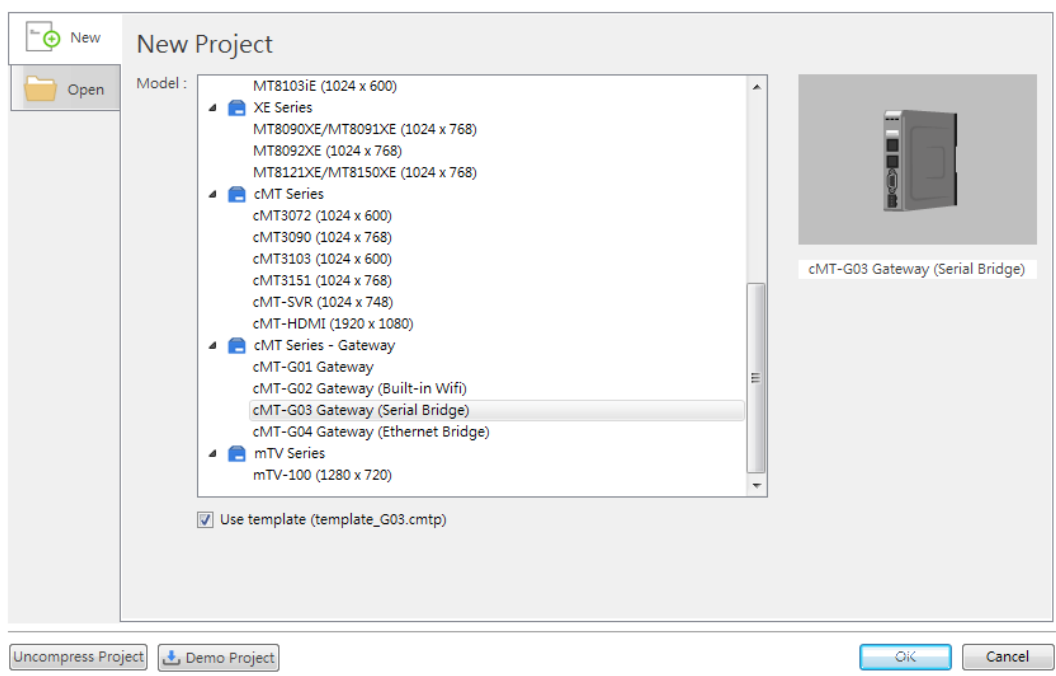 New
Open
New Project
Model :
MT8103iE (1024 x 600)
XE Series
MT8090XE/MT8091XE (1024 x 768)
MT8092XE (1024 x 768)
MT8121XE/MT8150XE (1024 x 768)
cMT Series
cMT3072 (1024 x 600)
cMT3090 (1024 x 768)
cMT3103 (1024 x 600)
cMT3151 (1024 x 768)
cMT-SVR (1024 x 748)
cMT-HDMI (1920 x 1080)
cMT Series - Gateway
cMT-G01 Gateway
cMT-G02 Gateway (Built-in Wifi)
cMT-G03 Gateway (Serial Bridge)
cMT-G04 Gateway (Ethernet Bridge)
mTV Series
mTV-100 (1280 x 720)
cMT-G03 Gateway (Serial Bridge)
Use template (template_G03.cmtp)
Uncompress Project
Demo Project
OK
Cancel